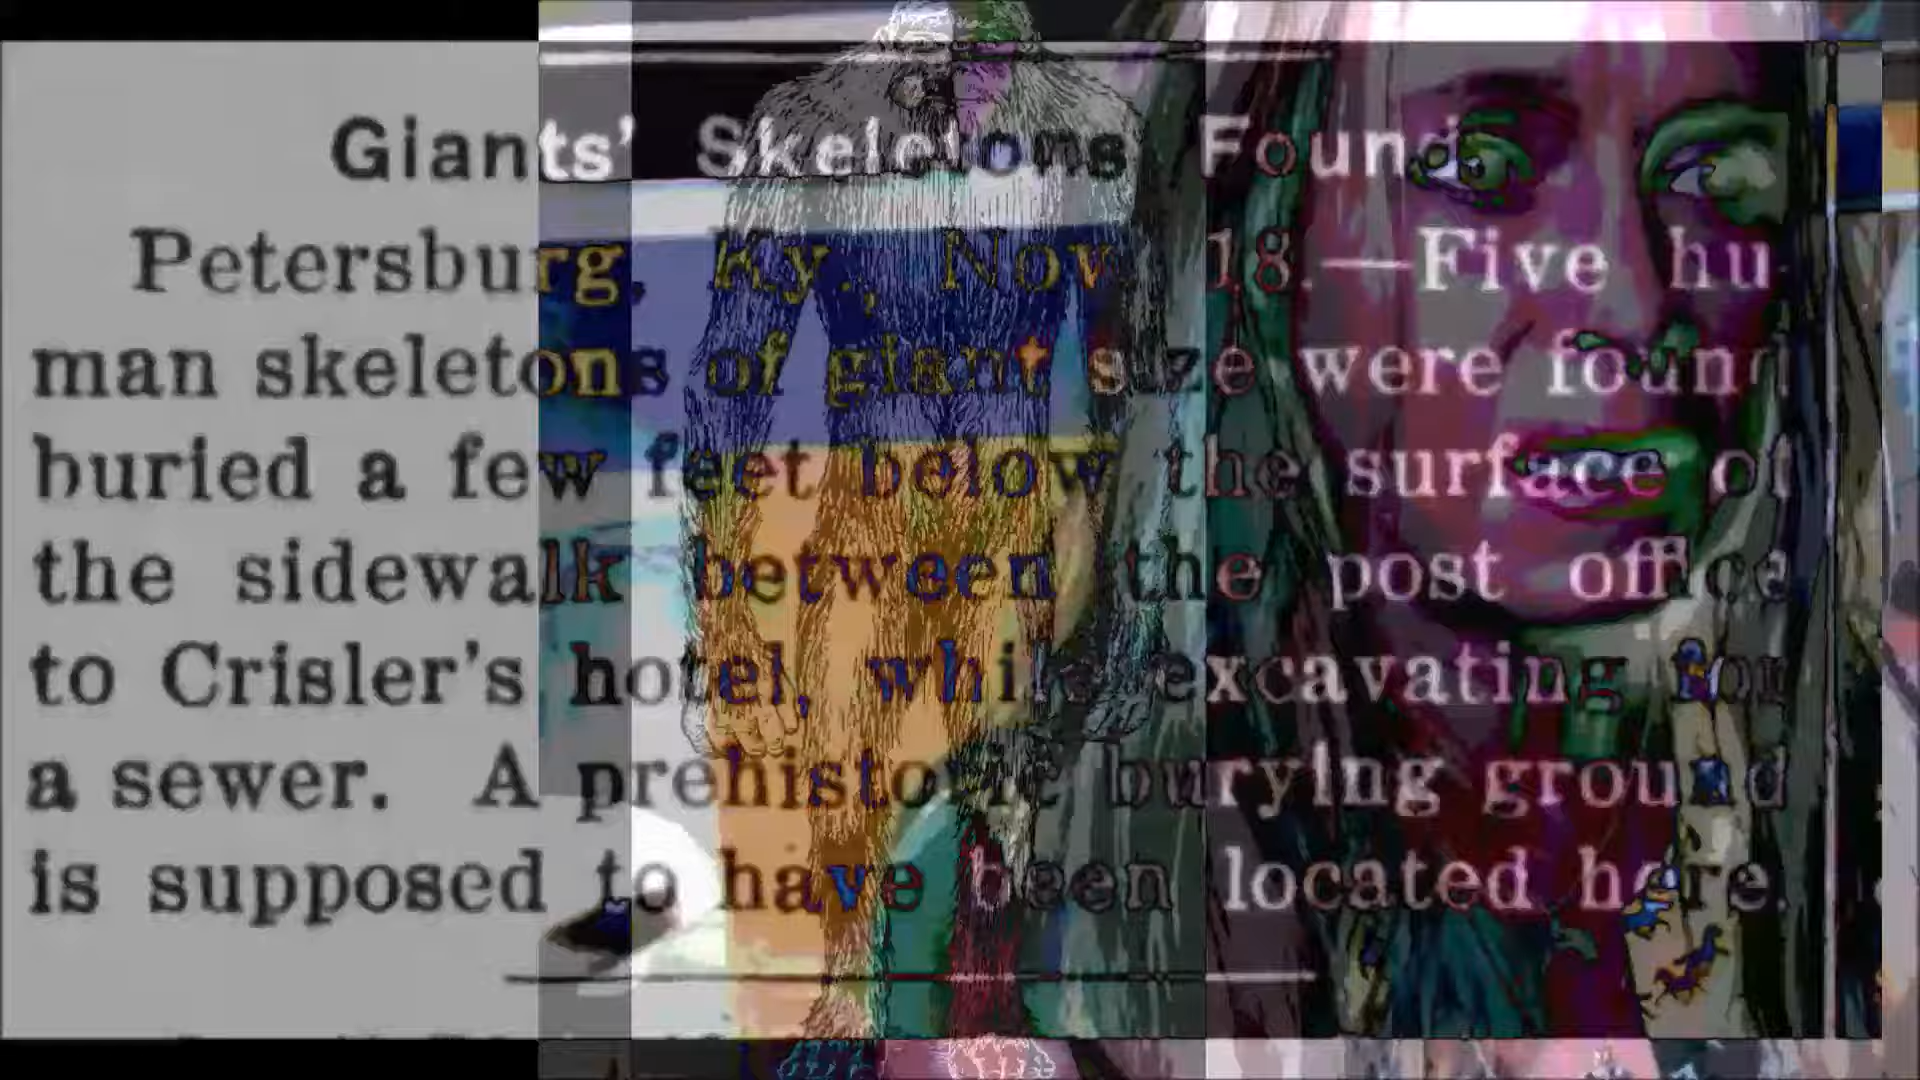 Giants' Skeletons Found.
Petersburg, Ky., Nov. 18.—Five hu-
man skeletons of giant size were found
buried a few feet below the surface of
the sidewalk between the post office
to Crisler's hotel, while excavating for
a sewer. A prehistoric burying ground
is supposed to have been located here.